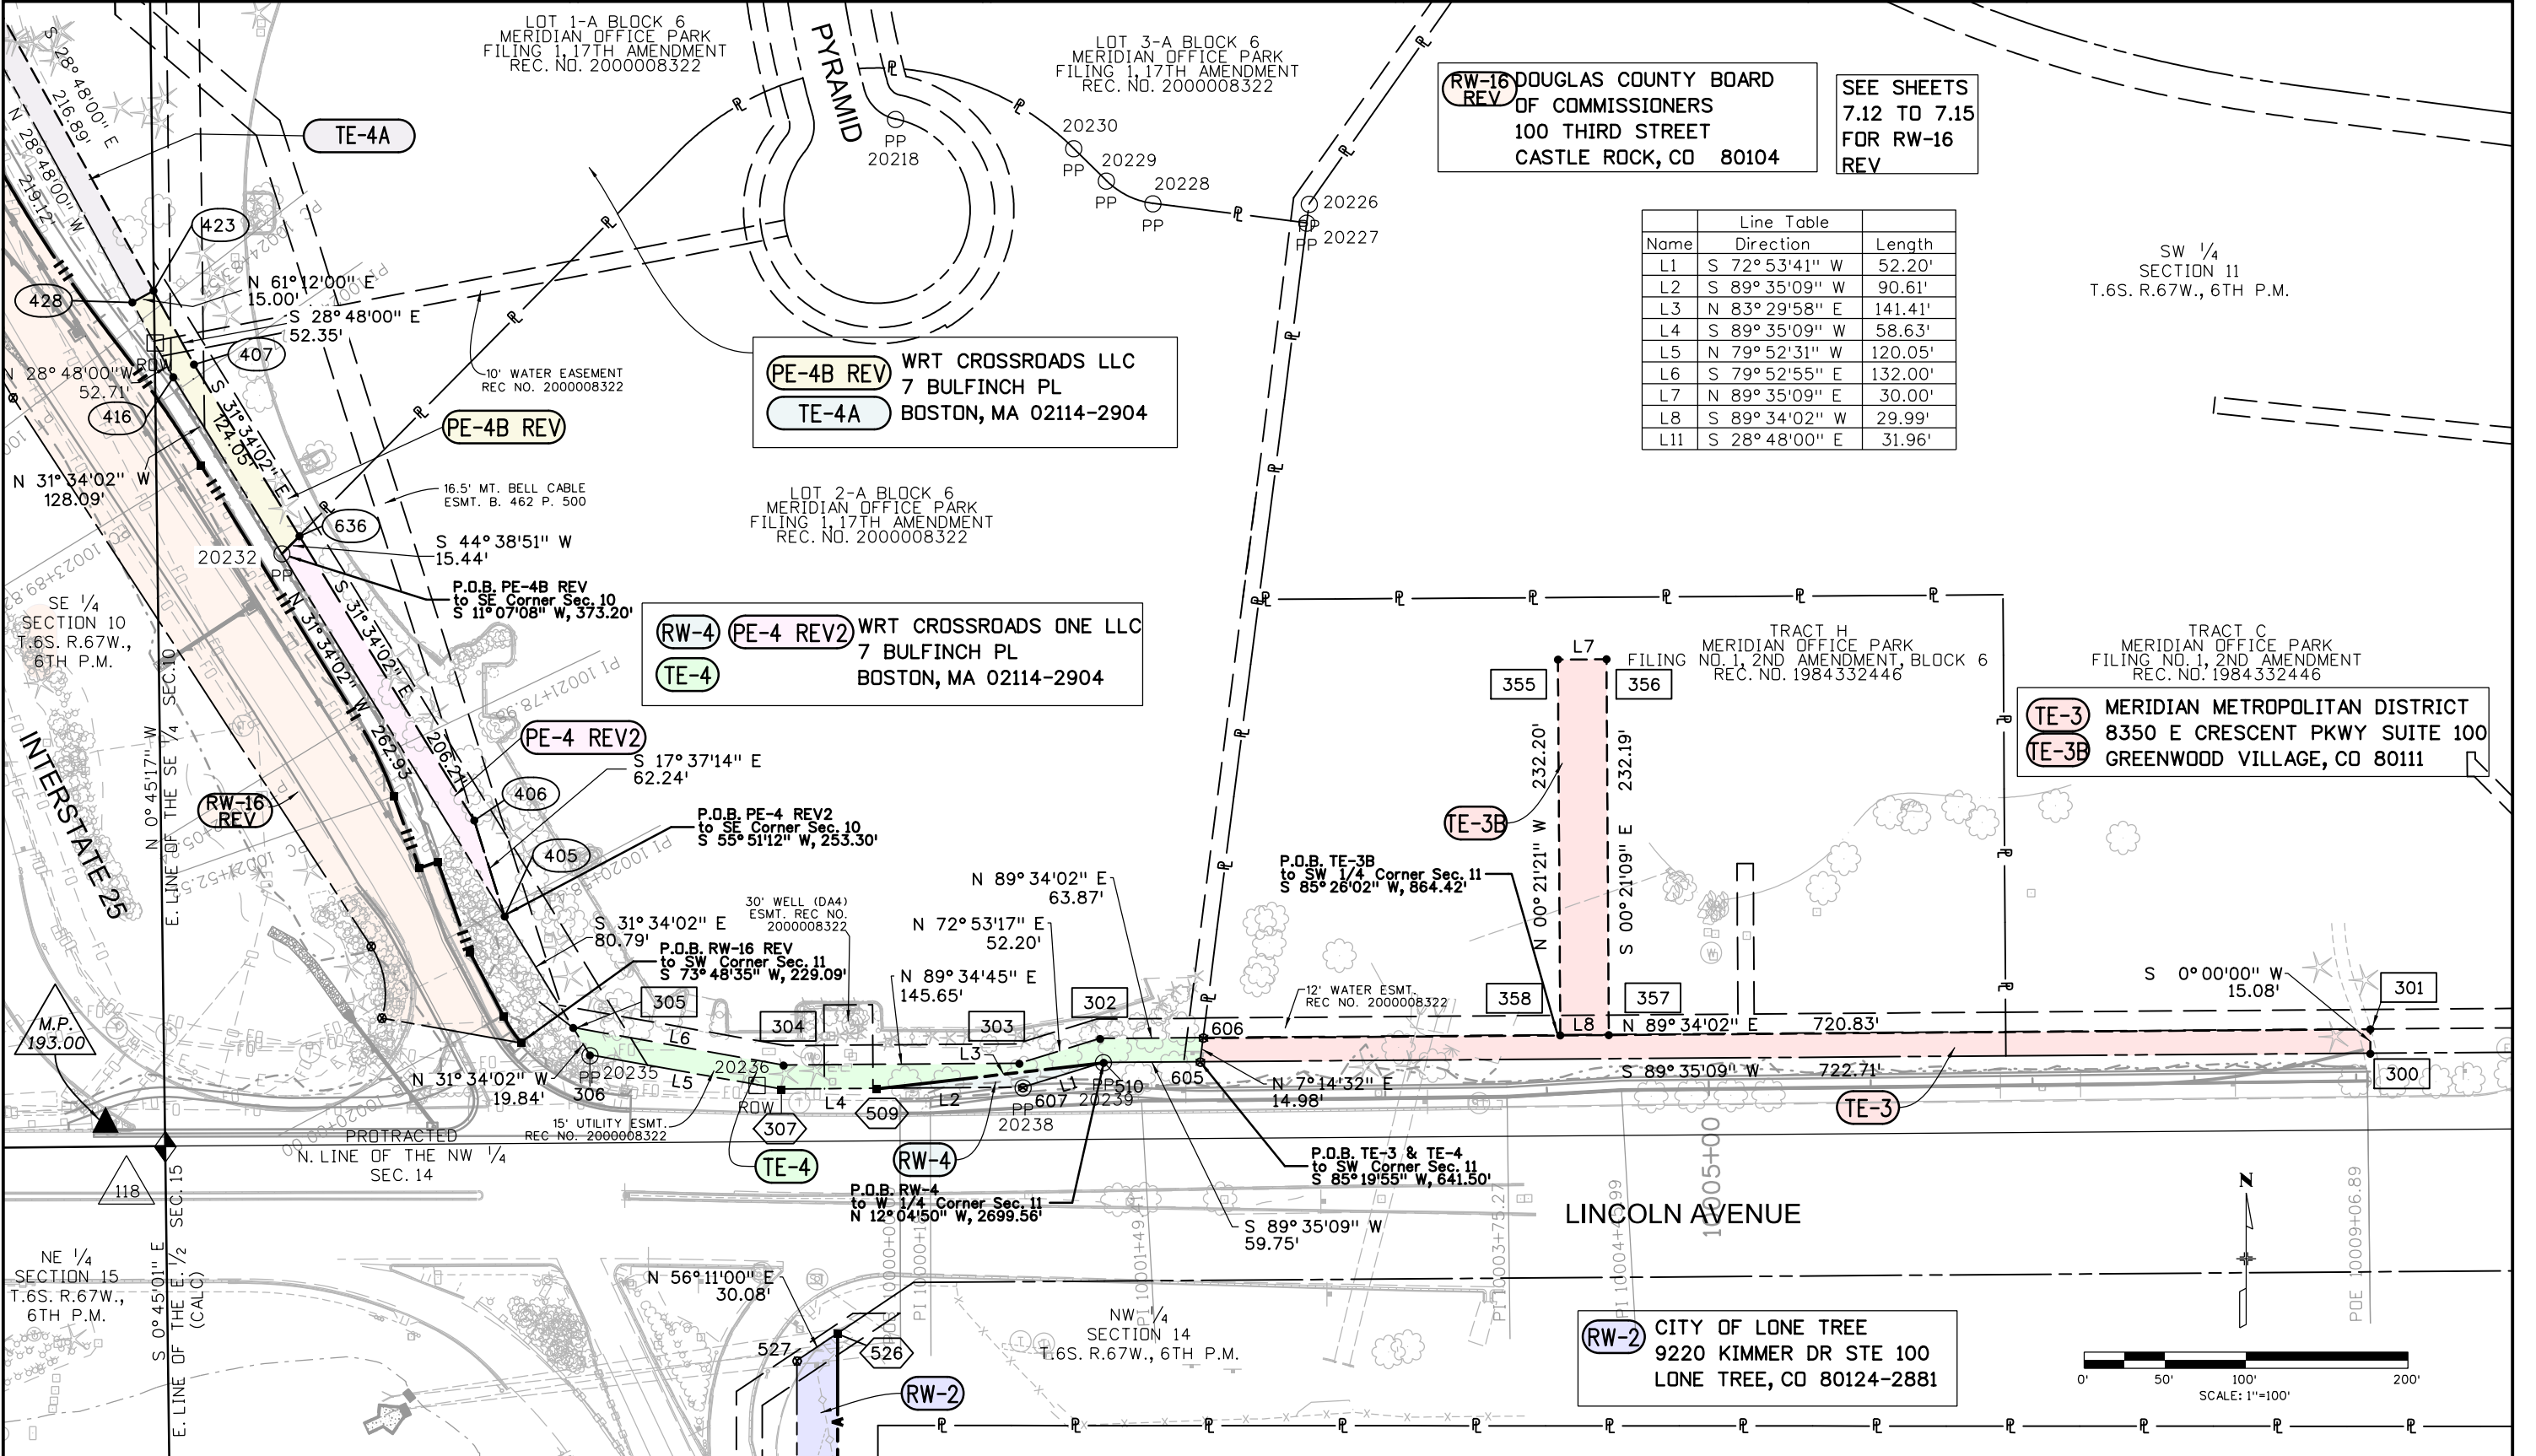 LOT 1-A BLOCK 6
MERIDIAN OFFICE PARK
FILING 1, 17TH AMENDMENT
REC. NO. 2000008322
PYRAMID
LOT 3-A BLOCK 6
MERIDIAN OFFICE PARK
FILING 1, 17TH AMENDMENT
REC. NO. 2000008322
RW-16
REV
DOUGLAS COUNTY BOARD
OF COMMISSIONERS
100 THIRD STREET
CASTLE ROCK, CO 80104
SEE SHEETS
7.12 TO 7.15
FOR RW-16
REV
S 28°48'00" E
216.89'
N 28°48'00" W
219.12'
TE-4A
PP
20218
20230
PP
20229
PP
20228
PP
20226
20227
PP
Line Table
Name Direction Length
L1 S 72°53'41" W 52.20'
L2 S 89°35'09" W 90.61'
L3 N 83°29'58" E 141.41'
L4 S 89°35'09" W 58.63'
L5 N 79°52'31" W 120.05'
L6 S 79°52'55" E 132.00'
L7 N 89°35'09" E 30.00'
L8 S 89°34'02" W 29.99'
L11 S 28°48'00" E 31.96'
SW 1/4
SECTION 11
T.6S. R.67W., 6TH P.M.
423
428
N 61°12'00" E
15.00'
S 28°48'00" E
52.35'
407
ROW
N 28°48'00" W
52.71'
416
10' WATER EASEMENT
REC NO. 2000008322
PE-4B REV
TE-4A
WRT CROSSROADS LLC
7 BULFINCH PL
BOSTON, MA 02114-2904
PE-4B REV
S 31°34'02" E
124.05'
N 31°34'02" W
128.09'
16.5' MT. BELL CABLE
ESMT. B. 462 P. 500
LOT 2-A BLOCK 6
MERIDIAN OFFICE PARK
FILING 1, 17TH AMENDMENT
REC. NO. 2000008322
636
20232
PP
S 44°38'51" W
15.44'
P.O.B. PE-4B REV
to SE Corner Sec. 10
S 11°07'08" W, 373.20'
SE 1/4
SECTION 10
T.6S. R.67W.,
6TH P.M.
RW-4
PE-4 REV2
TE-4
WRT CROSSROADS ONE LLC
7 BULFINCH PL
BOSTON, MA 02114-2904
S 31°34'02" E
206.21'
N 31°34'02" W
262.93'
PI 10021+78.98
N 0°45'17" W
E. LINE OF THE SE 1/4 SEC.10
INTERSTATE 25
RW-16
REV
PE-4 REV2
S 17°37'14" E
62.24'
406
405
P.O.B. PE-4 REV2
to SE Corner Sec. 10
S 55°51'12" W, 253.30'
L7
355
356
TRACT H
MERIDIAN OFFICE PARK
FILING NO. 1, 2ND AMENDMENT, BLOCK 6
REC. NO. 1984332446
TRACT C
MERIDIAN OFFICE PARK
FILING NO. 1, 2ND AMENDMENT
REC. NO. 1984332446
TE-3
TE-3B
MERIDIAN METROPOLITAN DISTRICT
8350 E CRESCENT PKWY SUITE 100
GREENWOOD VILLAGE, CO 80111
N 00°21'21" W 232.20'
S 00°21'09" E 232.19'
TE-3B
P.O.B. TE-3B
to SW 1/4 Corner Sec. 11
S 85°26'02" W, 864.42'
30' WELL (DA4)
ESMT. REC NO.
2000008322
S 31°34'02" E
80.79'
P.O.B. RW-16 REV
to SW Corner Sec. 11
S 73°48'35" W, 229.09'
N 89°34'02" E
63.87'
N 72°53'17" E
52.20'
N 89°34'45" E
145.65'
305
304
303
302
606
12' WATER ESMT.
REC NO. 2000008322
358
357
L8
N 89°34'02" E 720.83'
S 0°00'00" W
15.08'
301
300
S 89°35'09" W 722.71'
TE-3
M.P.
193.00
L6
L3
L5
L4
L2
L1
N 31°34'02" W
19.84'
PP
20235
306
20236
ROW
307
509
PP
607
20238
PP
510
20239
605
N 7°14'32" E
14.98'
15' UTILITY ESMT.
REC NO. 2000008322
TE-4
RW-4
PROTRACTED
N. LINE OF THE NW 1/4
SEC. 14
118
P.O.B. RW-4
to W 1/4 Corner Sec. 11
N 12°04'50" W, 2699.56'
P.O.B. TE-3 & TE-4
to SW Corner Sec. 11
S 85°19'55" W, 641.50'
S 89°35'09" W
59.75'
LINCOLN AVENUE
10005+00
PI 10001+49.41
PI 10003+75.27
POE 10009+06.89
N
NE 1/4
SECTION 15
T.6S. R.67W.,
6TH P.M.
S 0°45'01" E
E. LINE OF THE E. 1/2 SEC. 15
(CALC)
N 56°11'00" E
30.08'
527
526
RW-2
NW 1/4
SECTION 14
T.6S. R.67W., 6TH P.M.
RW-2
CITY OF LONE TREE
9220 KIMMER DR STE 100
LONE TREE, CO 80124-2881
0' 50' 100' 200'
SCALE: 1"=100'